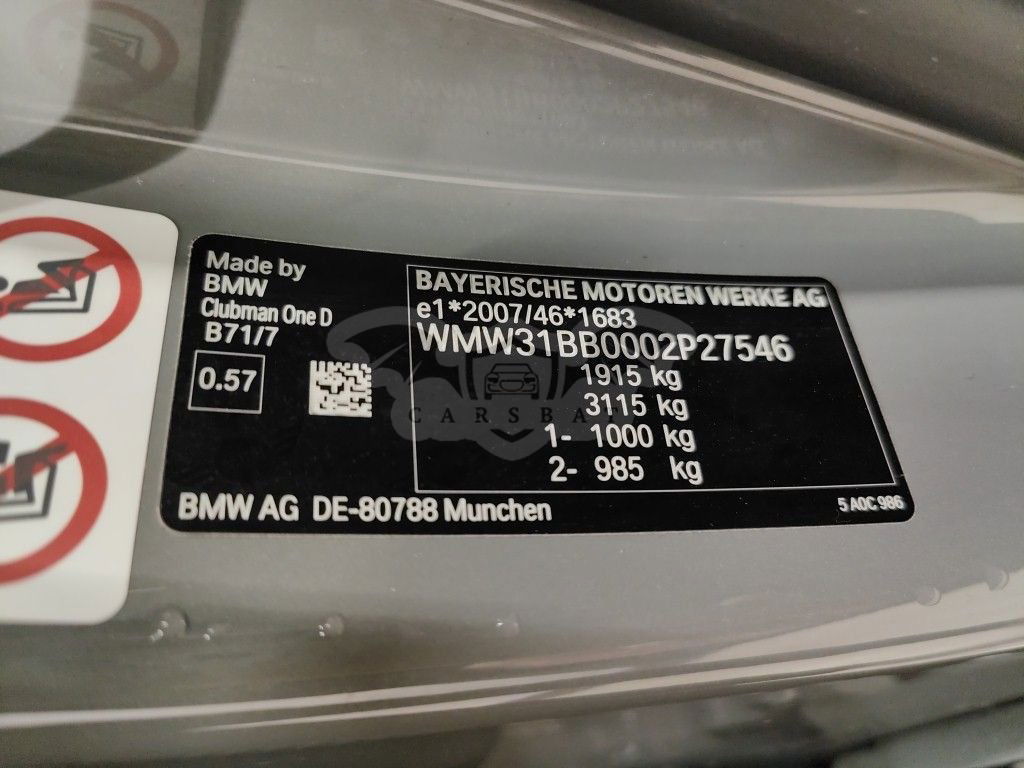 Made by
BMW
Clubman One D
B71/7
0.57
BAYERISCHE MOTOREN WERKE AG
e1*2007/46*1683
WMW31BB0002P27546
1915 kg
3115 kg
1- 1000 kg
2- 985 kg
CARSBAZ
BMW AG DE-80788 Munchen
5 A0C 986